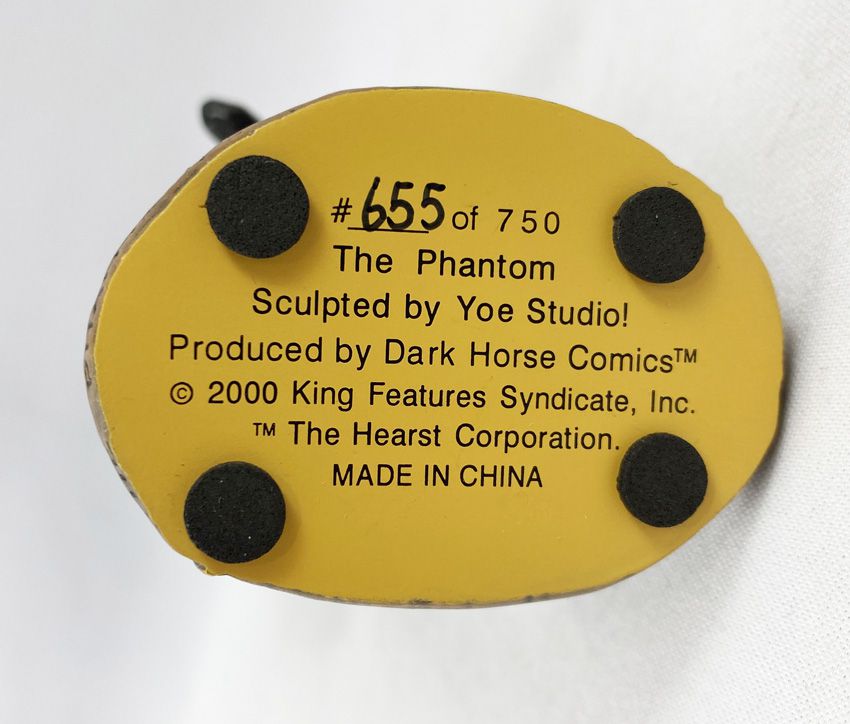 #655 of 750
The Phantom
Sculpted by Yoe Studio!
Produced by Dark Horse Comics™
© 2000 King Features Syndicate, Inc.
™ The Hearst Corporation.
MADE IN CHINA